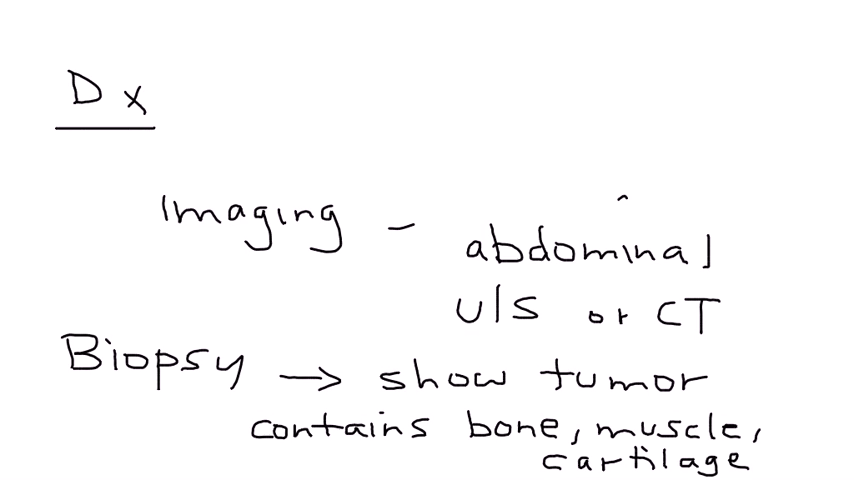 Dx
Imaging - abdominal
U/S or CT
Biopsy → show tumor
contains bone, muscle,
cartilage